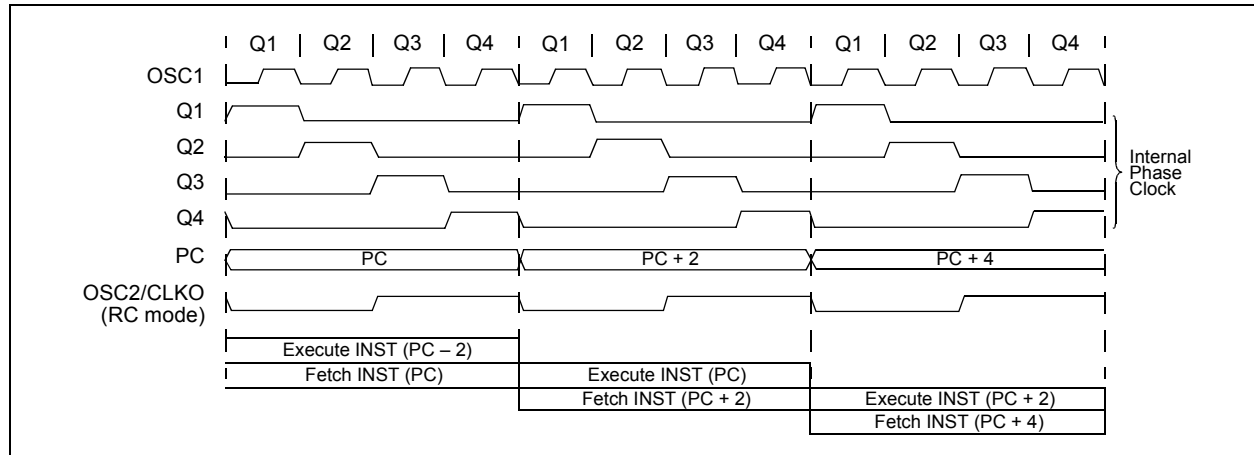 Q1 Q2 Q3 Q4 Q1 Q2 Q3 Q4 Q1 Q2 Q3 Q4
OSC1
Q1
Q2
Q3
Q4
Internal
Phase
Clock
PC PC PC + 2 PC + 4
OSC2/CLKO
(RC mode)
Execute INST (PC – 2)
Fetch INST (PC) Execute INST (PC)
Fetch INST (PC + 2) Execute INST (PC + 2)
Fetch INST (PC + 4)